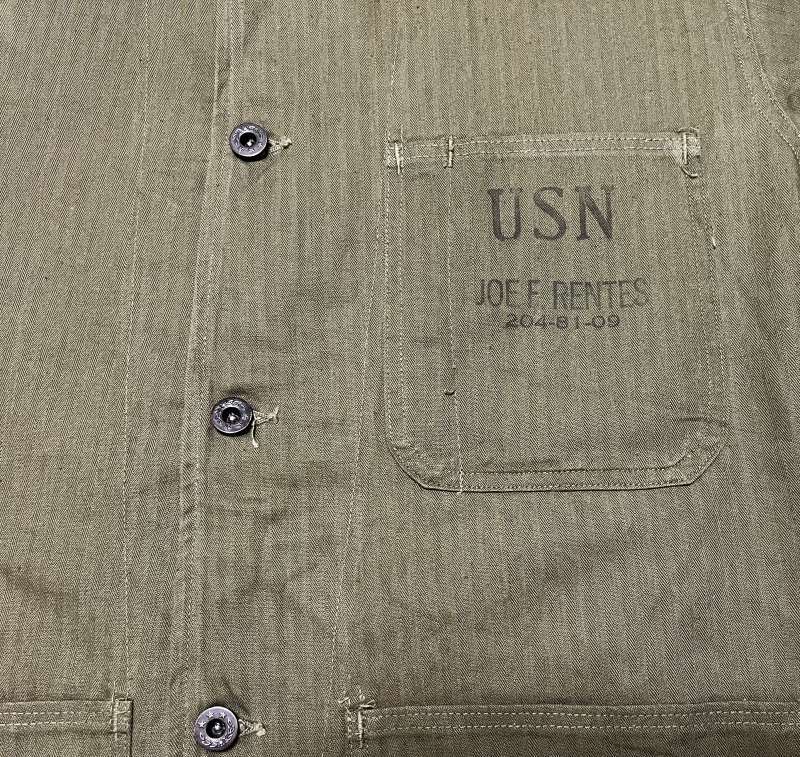 USN
JOE F. RENTES
204-81-09